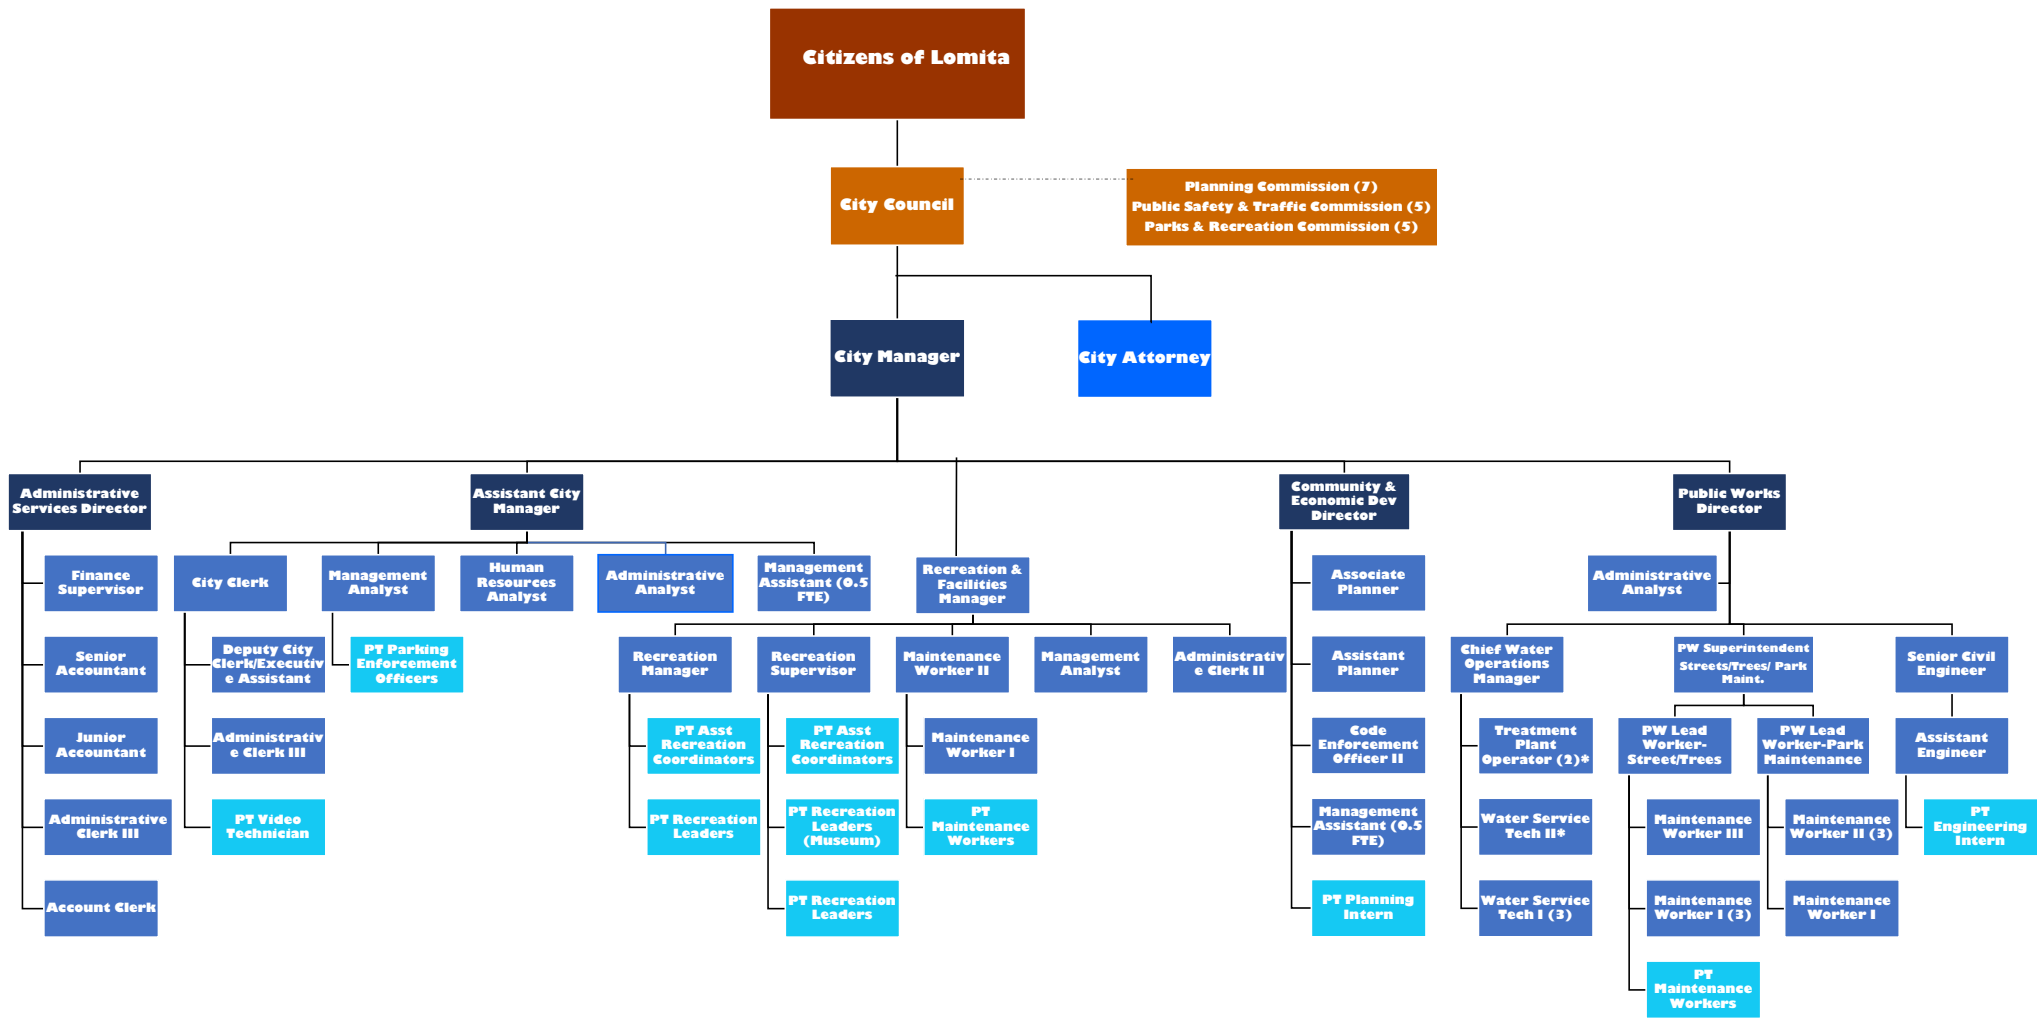 Citizens of Lomita
City Council
Planning Commission (7)
Public Safety & Traffic Commission (5)
Parks & Recreation Commission (5)
City Manager
City Attorney
Administrative
Services Director
Assistant City
Manager
Community &
Economic Dev
Director
Public Works
Director
Finance
Supervisor
City Clerk
Management
Analyst
Human
Resources
Analyst
Administrative
Analyst
Management
Assistant (0.5
FTE)
Recreation &
Facilities
Manager
Associate
Planner
Administrative
Analyst
Senior
Accountant
Deputy City
Clerk/Executiv
e Assistant
PT Parking
Enforcement
Officers
Recreation
Manager
Recreation
Supervisor
Maintenance
Worker II
Management
Analyst
Administrativ
e Clerk II
Assistant
Planner
Chief Water
Operations
Manager
PW Superintendent
Streets/Trees/ Park
Maint.
Senior Civil
Engineer
Junior
Accountant
Administrativ
e Clerk III
PT Asst
Recreation
Coordinators
PT Asst
Recreation
Coordinators
Maintenance
Worker I
Code
Enforcement
Officer II
Treatment
Plant
Operator (2)*
PW Lead
Worker-
Street/Trees
PW Lead
Worker-Park
Maintenance
Assistant
Engineer
Administrative
Clerk III
PT Video
Technician
PT Recreation
Leaders
PT Recreation
Leaders
(Museum)
PT
Maintenance
Workers
Management
Assistant (0.5
FTE)
Water Service
Tech II*
Maintenance
Worker III
Maintenance
Worker II (3)
PT
Engineering
Intern
Account Clerk
PT Recreation
Leaders
PT Planning
Intern
Water Service
Tech I (3)
Maintenance
Worker I (3)
Maintenance
Worker I
PT
Maintenance
Workers